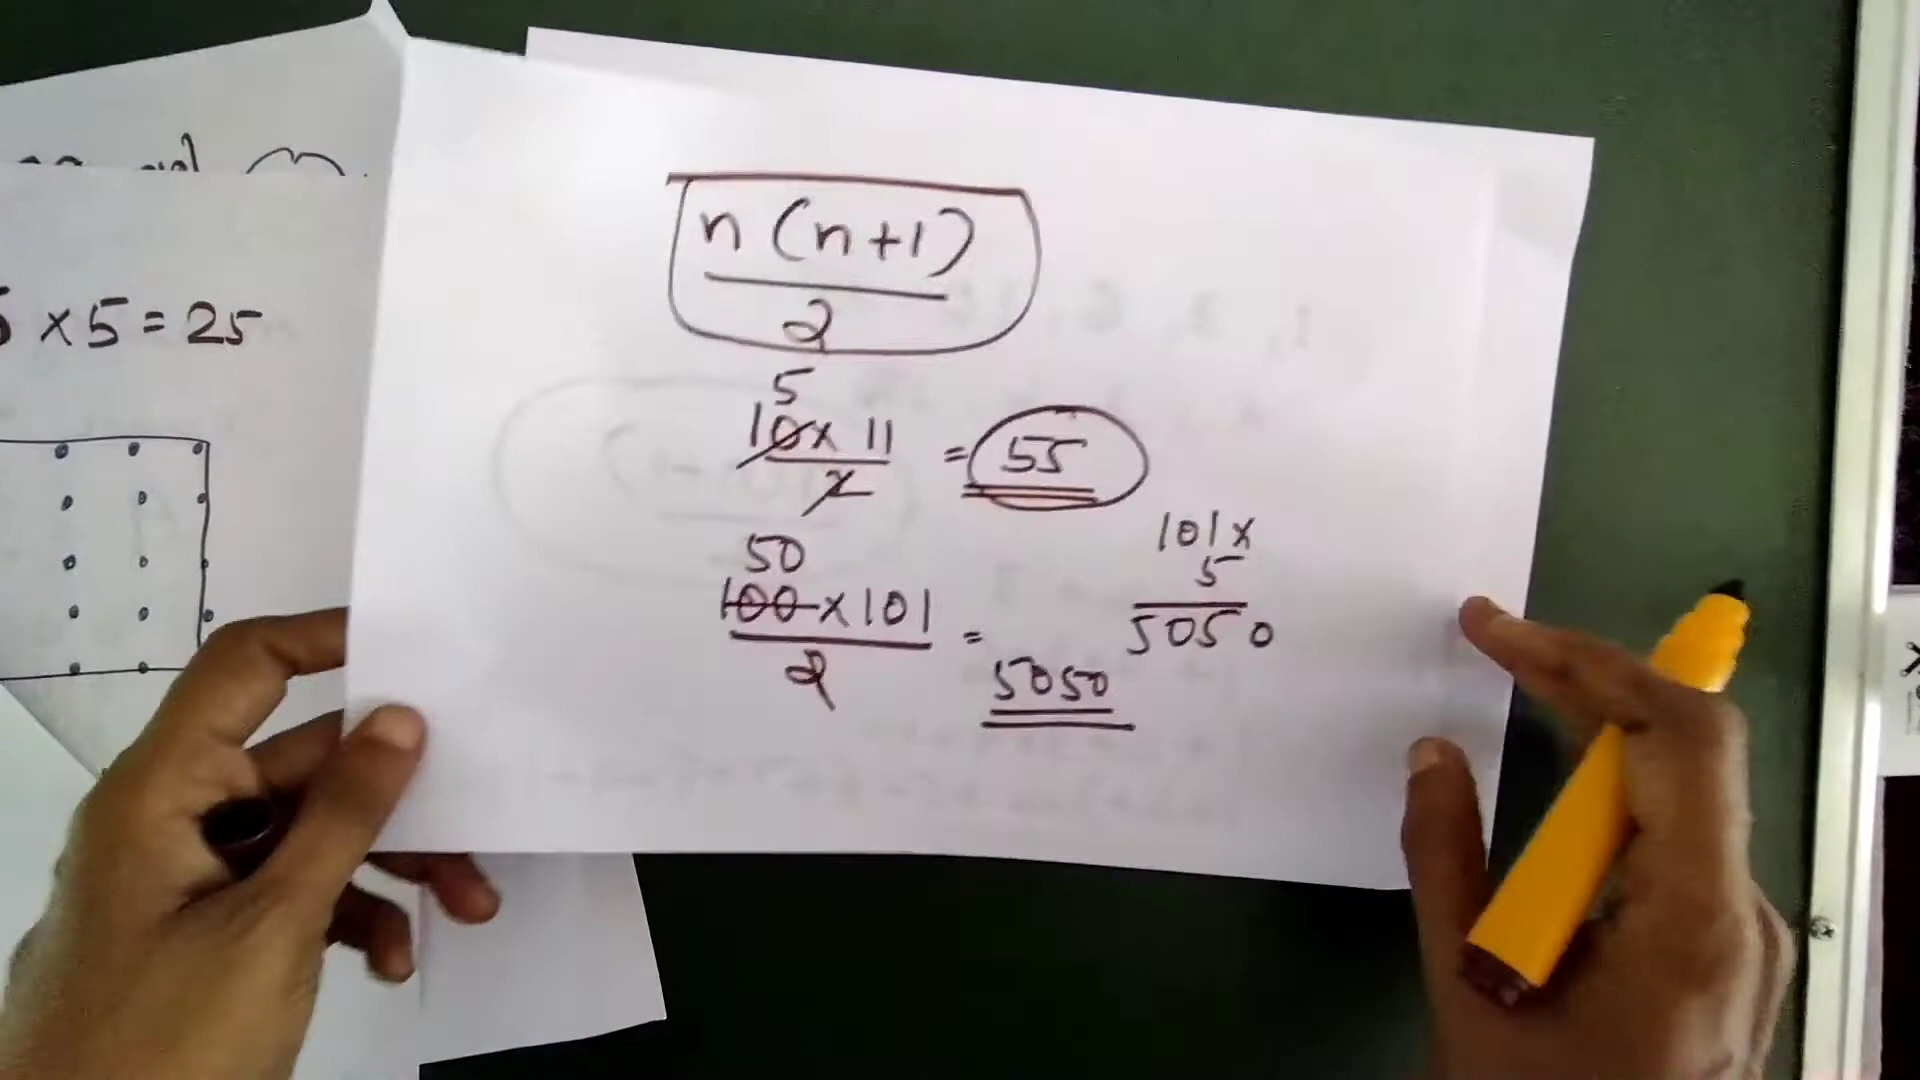 5 × 5 = 25
n (n+1)
2
5
10 × 11
2
= 55
50
100 × 101
2
= 5050
101 ×
5
5050